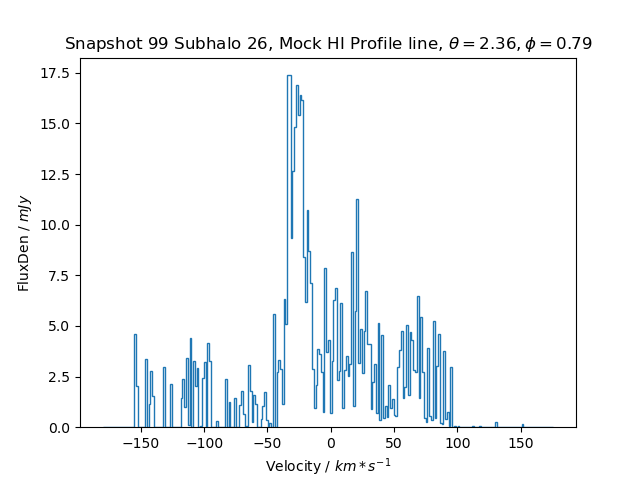 Snapshot 99 Subhalo 26, Mock HI Profile line, θ = 2.36, ϕ = 0.79
17.5
15.0
12.5
10.0
7.5
5.0
2.5
0.0
FluxDen / mJy
−150 −100 −50 0 50 100 150
Velocity / km * s⁻¹